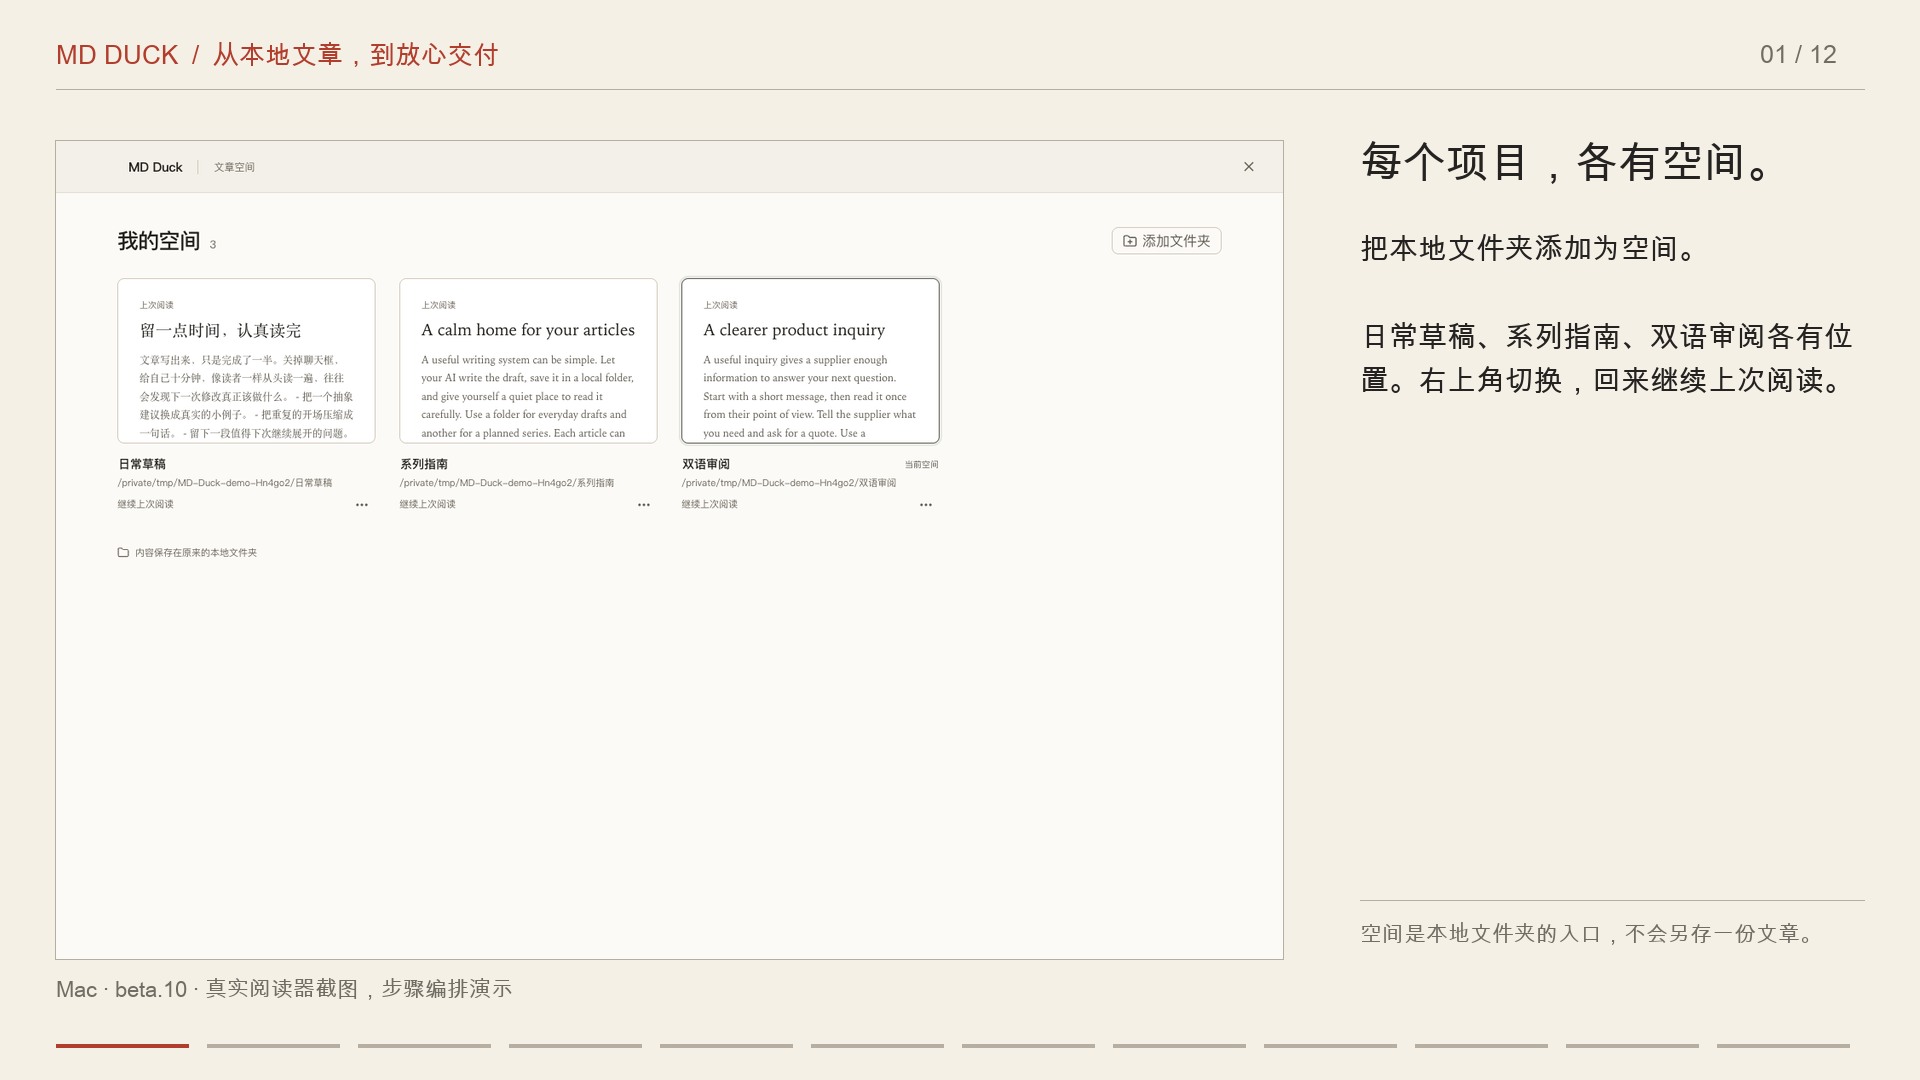 MD DUCK / 从本地文章，到放心交付
01 / 12
MD Duck
文章空间
我的空间 3
添加文件夹
上次阅读
留一点时间，认真读完
文章写出来，只是完成了一半。关掉聊天框，
给自己十分钟，像读者一样从头读一遍，往往
会发现下一次修改真正该做什么。 - 把一个抽象
建议换成真实的小例子。 - 把重复的开场压缩成
一句话。 - 留下一段值得下次继续展开的问题。
日常草稿
/private/tmp/MD-Duck-demo-Hn4go2/日常草稿
继续上次阅读
上次阅读
A calm home for your articles
A useful writing system can be simple. Let
your AI write the draft, save it in a local folder,
and give yourself a quiet place to read it
carefully. Use a folder for everyday drafts and
another for a planned series. Each article can
系列指南
/private/tmp/MD-Duck-demo-Hn4go2/系列指南
继续上次阅读
上次阅读
A clearer product inquiry
A useful inquiry gives a supplier enough
information to answer your next question.
Start with a short message, then read it once
from their point of view. Tell the supplier what
you need and ask for a quote. Use a
双语审阅
当前空间
/private/tmp/MD-Duck-demo-Hn4go2/双语审阅
继续上次阅读
内容保存在原来的本地文件夹
每个项目，各有空间。
把本地文件夹添加为空间。
日常草稿、系列指南、双语审阅各有位
置。右上角切换，回来继续上次阅读。
空间是本地文件夹的入口，不会另存一份文章。
Mac · beta.10 · 真实阅读器截图，步骤编排演示